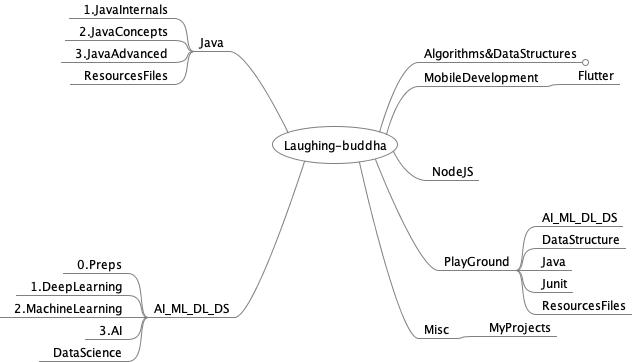 Laughing-buddha
Java
1.JavaInternals
2.JavaConcepts
3.JavaAdvanced
ResourcesFiles
AI_ML_DL_DS
0.Preps
1.DeepLearning
2.MachineLearning
3.AI
DataScience
Algorithms&DataStructures
MobileDevelopment
Flutter
NodeJS
PlayGround
AI_ML_DL_DS
DataStructure
Java
Junit
ResourcesFiles
Misc
MyProjects